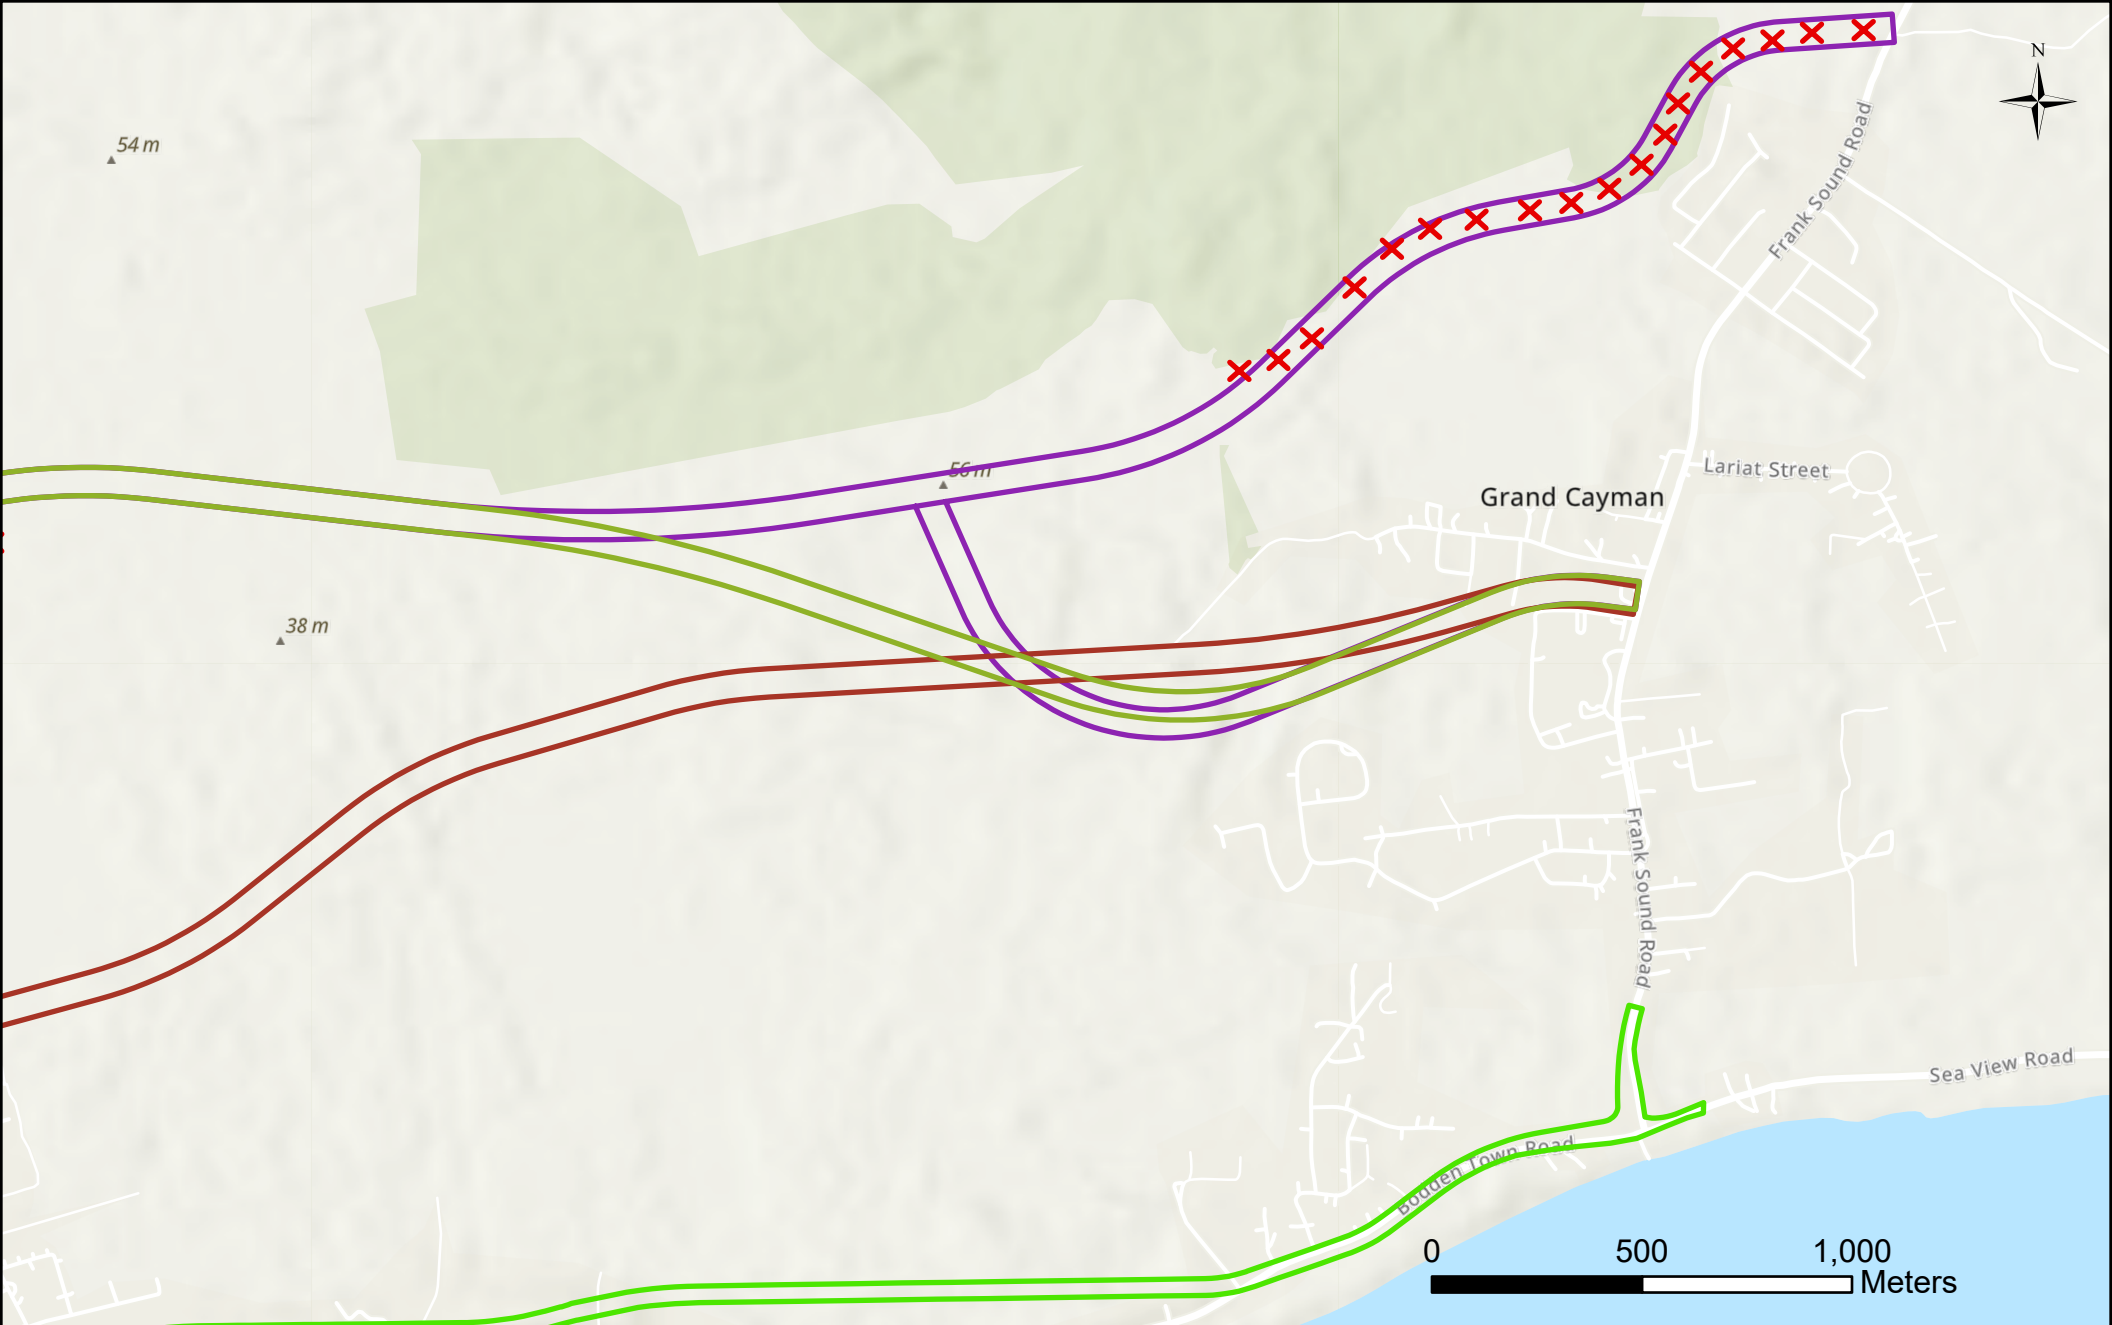 N
54 m
Frank Sound Road
56 m
Lariat Street
Grand Cayman
38 m
Frank Sound Road
Sea View Road
Bodden Town Road
0 500 1,000
Meters